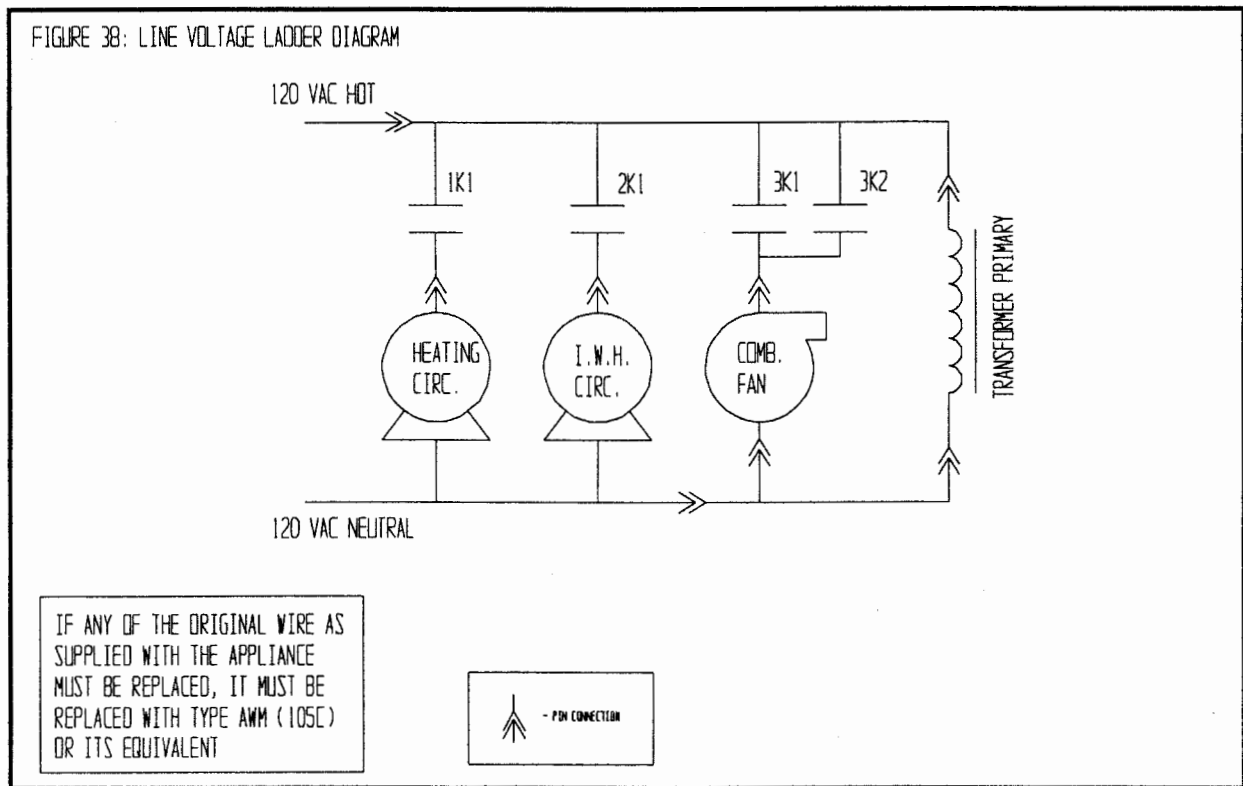 FIGURE 38: LINE VOLTAGE LADDER DIAGRAM
120 VAC HOT
1K1
2K1
3K1
3K2
HEATING
CIRC.
I.W.H.
CIRC.
COMB.
FAN
TRANSFORMER PRIMARY
120 VAC NEUTRAL
IF ANY OF THE ORIGINAL WIRE AS
SUPPLIED WITH THE APPLIANCE
MUST BE REPLACED, IT MUST BE
REPLACED WITH TYPE AWM (105C)
OR ITS EQUIVALENT
- PIN CONNECTION